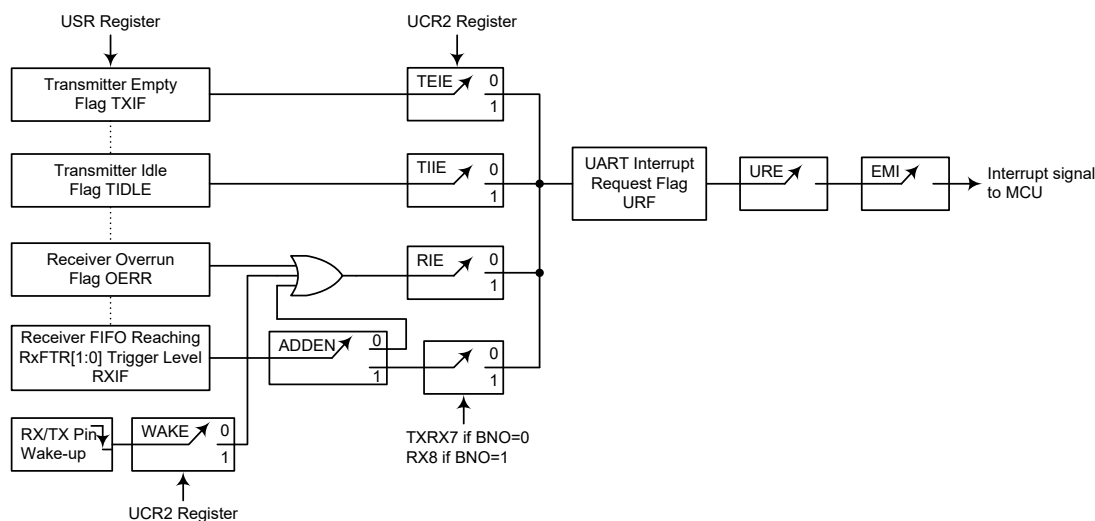 USR Register
UCR2 Register
Transmitter Empty
Flag TXIF
TEIE
0
1
Transmitter Idle
Flag TIDLE
TIIE
0
1
UART Interrupt
Request Flag
URF
URE
EMI
Interrupt signal
to MCU
Receiver Overrun
Flag OERR
RIE
0
1
Receiver FIFO Reaching
RxFTR[1:0] Trigger Level
RXIF
ADDEN
0
1
0
1
RX/TX Pin
Wake-up
WAKE
0
1
TXRX7 if BNO=0
RX8 if BNO=1
UCR2 Register